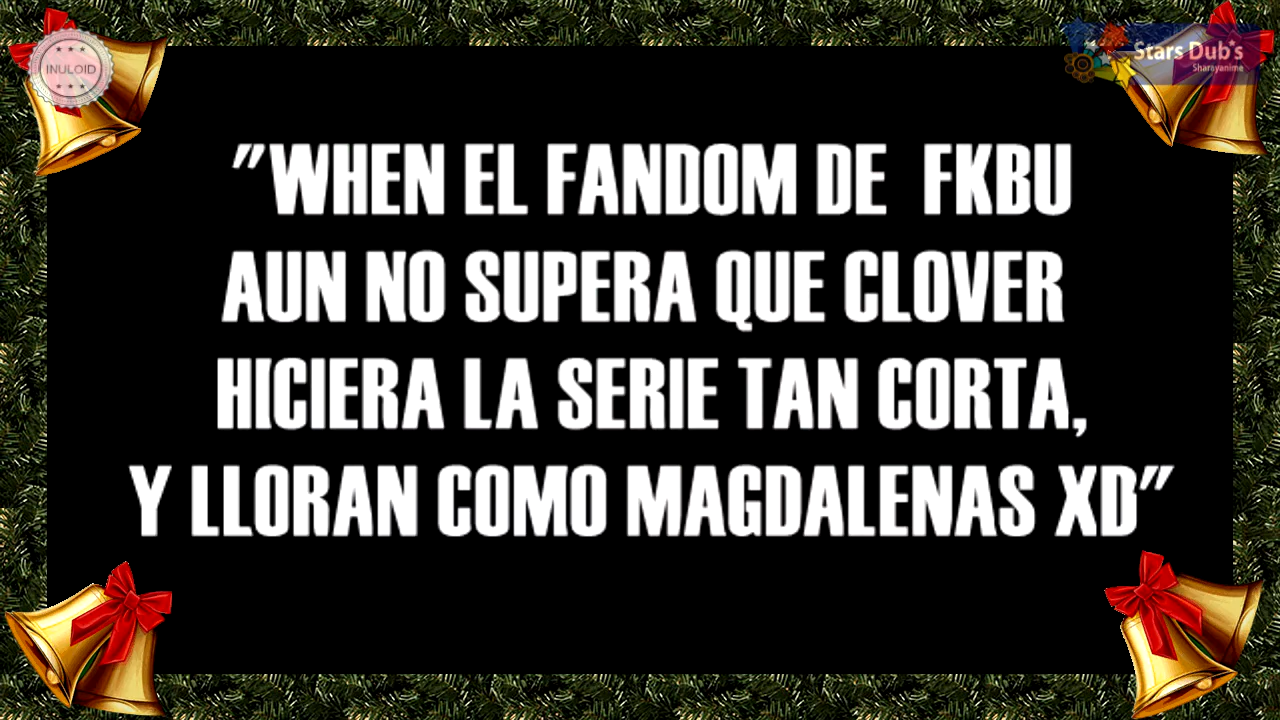 INULOID
Stars Dub's
Sharayanime
"WHEN EL FANDOM DE FKBU
AUN NO SUPERA QUE CLOVER
HICIERA LA SERIE TAN CORTA,
Y LLORAN COMO MAGDALENAS XD"